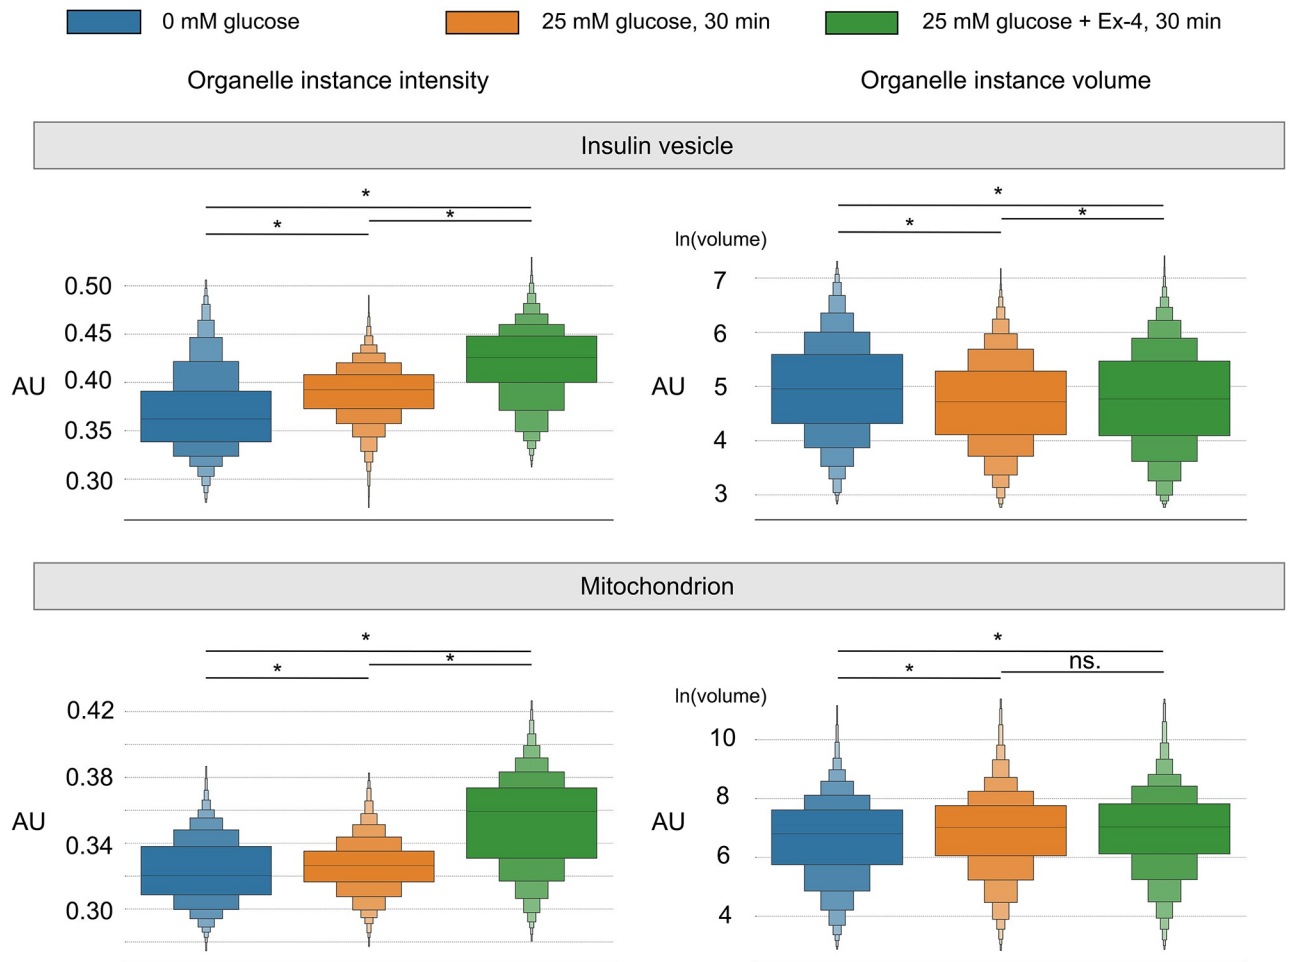 0 mM glucose 25 mM glucose, 30 min 25 mM glucose + Ex-4, 30 min
Organelle instance intensity Organelle instance volume
Insulin vesicle
* *
* * * *
ln(volume)
0.50 7
0.45 6
AU 0.40 AU 5
0.35 4
0.30 3
Mitochondrion
* *
* * * ns.
ln(volume)
0.42 10
0.38 8
AU AU
0.34 6
0.30 4